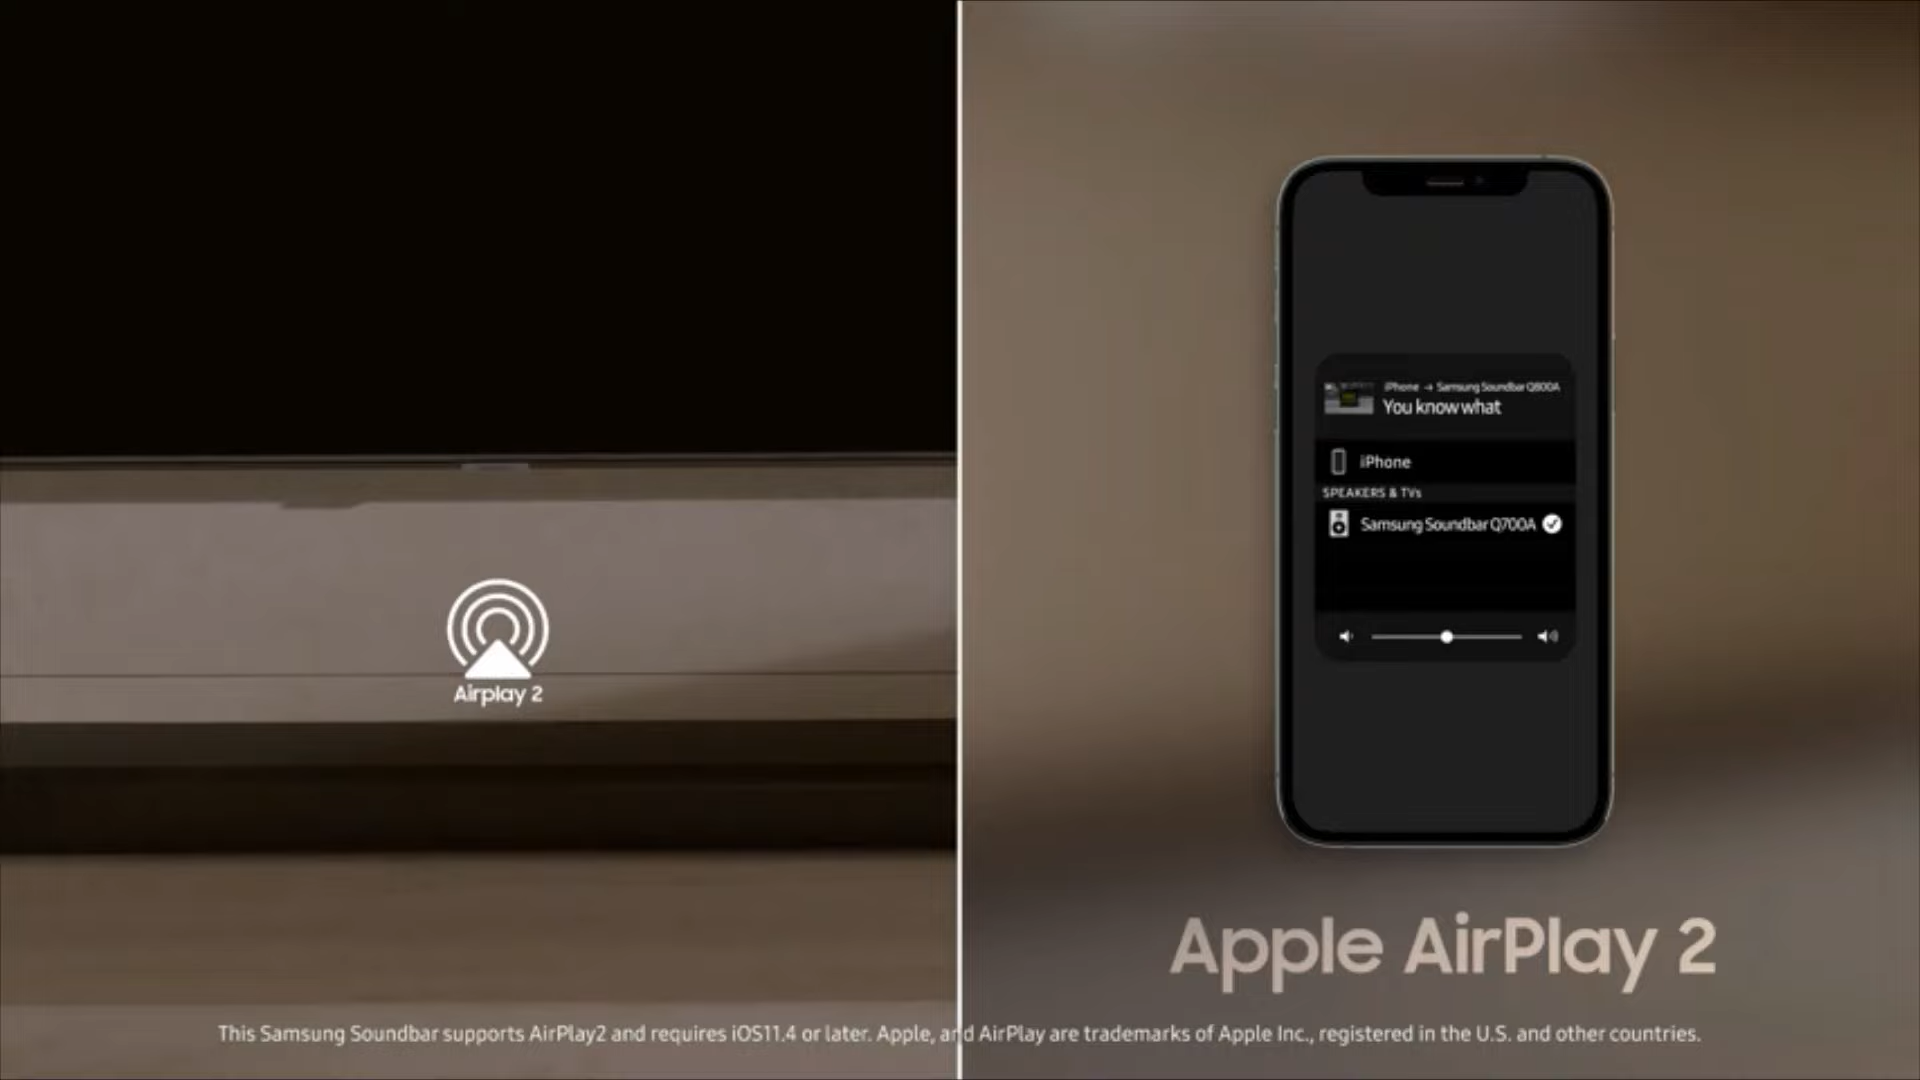 Airplay 2
iPhone → Samsung Soundbar Q800A
You know what
iPhone
SPEAKERS & TVs
Samsung Soundbar Q700A
Apple AirPlay 2
This Samsung Soundbar supports AirPlay2 and requires iOS11.4 or later. Apple, and AirPlay are trademarks of Apple Inc., registered in the U.S. and other countries.